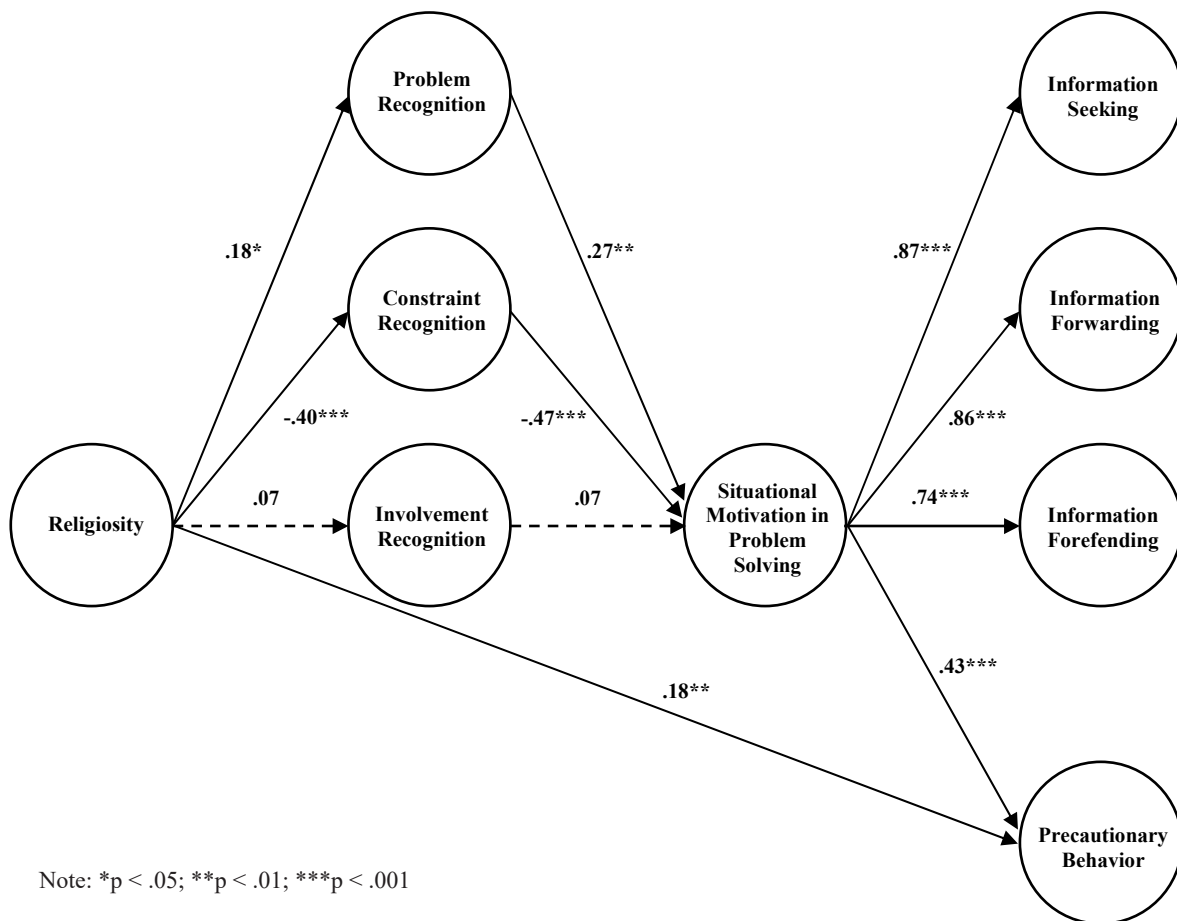 Problem
Recognition
Information
Seeking
.18*
.27**
.87***
Constraint
Recognition
Information
Forwarding
-.40***
-.47***
.86***
Religiosity
.07
Involvement
Recognition
.07
Situational
Motivation in
Problem
Solving
.74***
Information
Forefending
.18**
.43***
Precautionary
Behavior
Note: *p < .05; **p < .01; ***p < .001